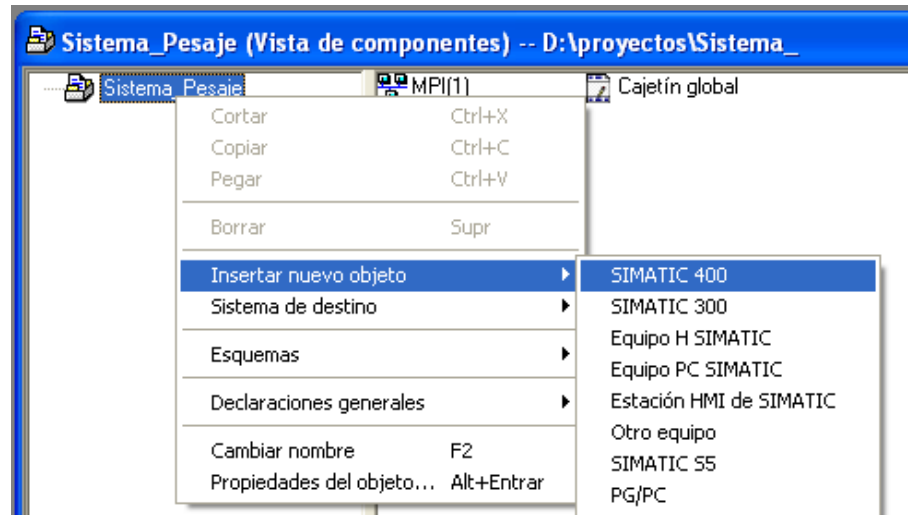 Sistema_Pesaje (Vista de componentes) -- D:\proyectos\Sistema_
Sistema_Pesaje
MPI(1)
Cajetín global
Cortar Ctrl+X
Copiar Ctrl+C
Pegar Ctrl+V
Borrar Supr
Insertar nuevo objeto
Sistema de destino
Esquemas
Declaraciones generales
Cambiar nombre F2
Propiedades del objeto... Alt+Entrar
SIMATIC 400
SIMATIC 300
Equipo H SIMATIC
Equipo PC SIMATIC
Estación HMI de SIMATIC
Otro equipo
SIMATIC S5
PG/PC